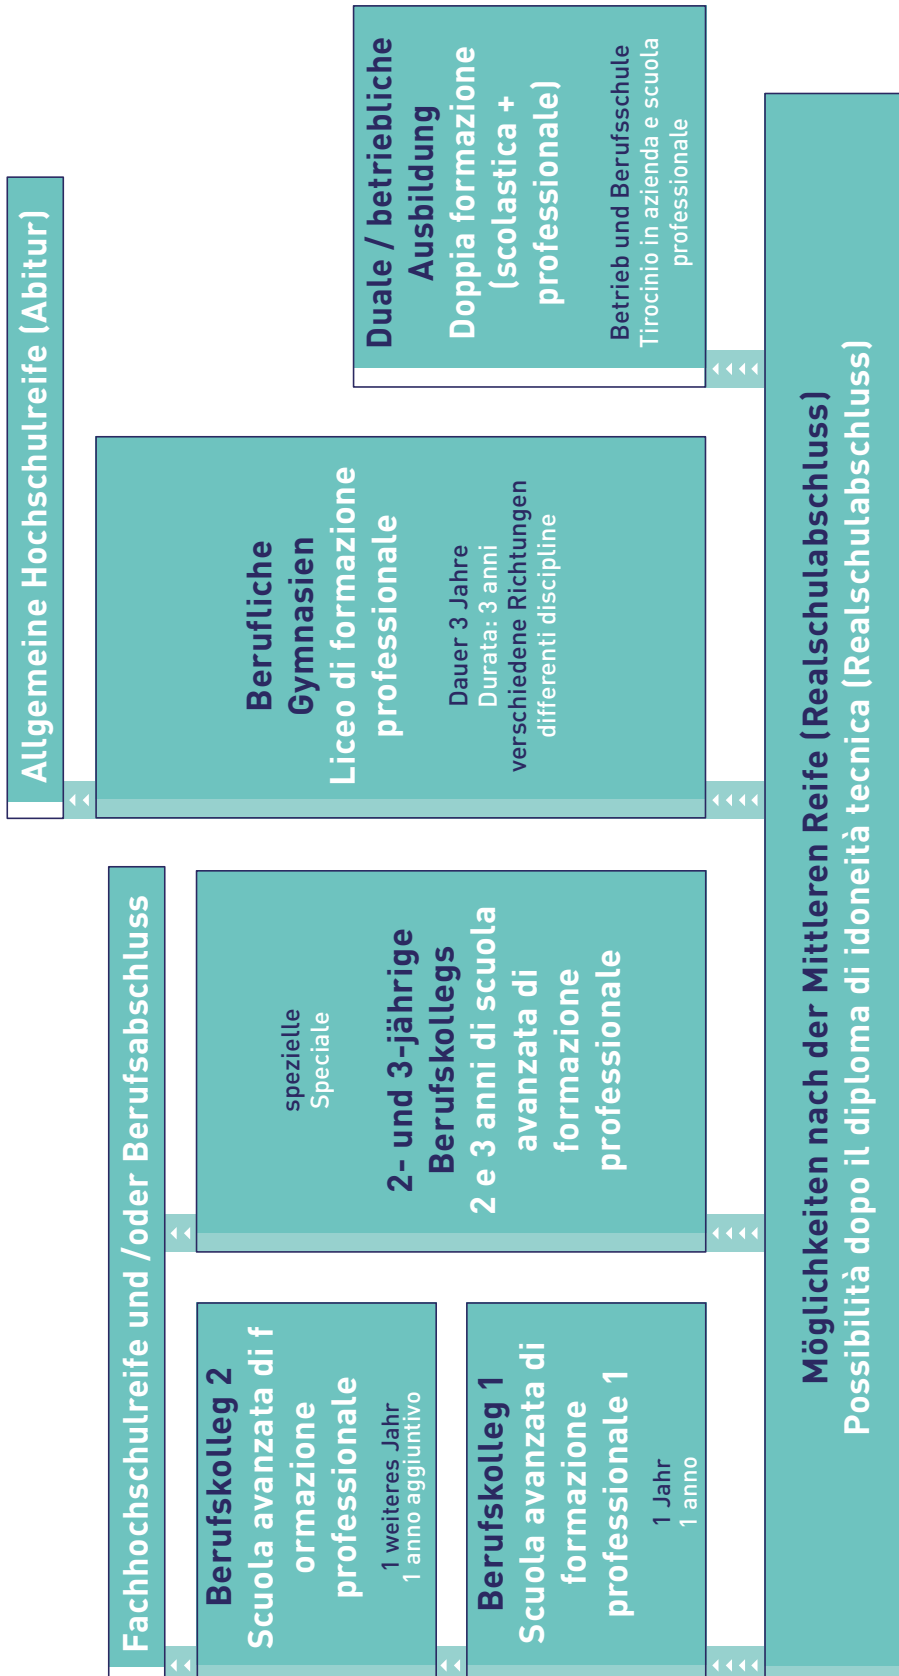 Allgemeine Hochschulreife (Abitur)
Fachhochschulreife und /oder Berufsabschluss
Berufskolleg 2
Scuola avanzata di f
ormazione
professionale
1 weiteres Jahr
1 anno aggiuntivo
Berufskolleg 1
Scuola avanzata di
formazione
professionale 1
1 Jahr
1 anno
spezielle
Speciale
2- und 3-jährige
Berufskollegs
2 e 3 anni di scuola
avanzata di
formazione
professionale
Berufliche
Gymnasien
Liceo di formazione
professionale
Dauer 3 Jahre
Durata: 3 anni
verschiedene Richtungen
differenti discipline
Duale / betriebliche
Ausbildung
Doppia formazione
(scolastica +
professionale)
Betrieb und Berufsschule
Tirocinio in azienda e scuola
professionale
Möglichkeiten nach der Mittleren Reife (Realschulabschluss)
Possibilità dopo il diploma di idoneità tecnica (Realschulabschluss)